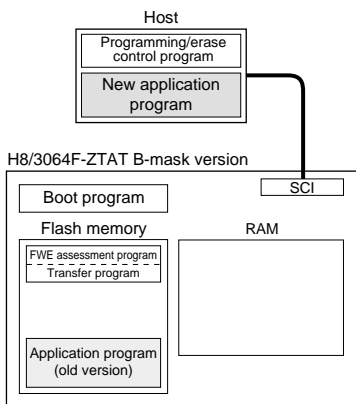 Host
Programming/erase
control program
New application
program
H8/3064F-ZTAT B-mask version
SCI
Boot program
Flash memory
RAM
FWE assessment program
Transfer program
Application program
(old version)